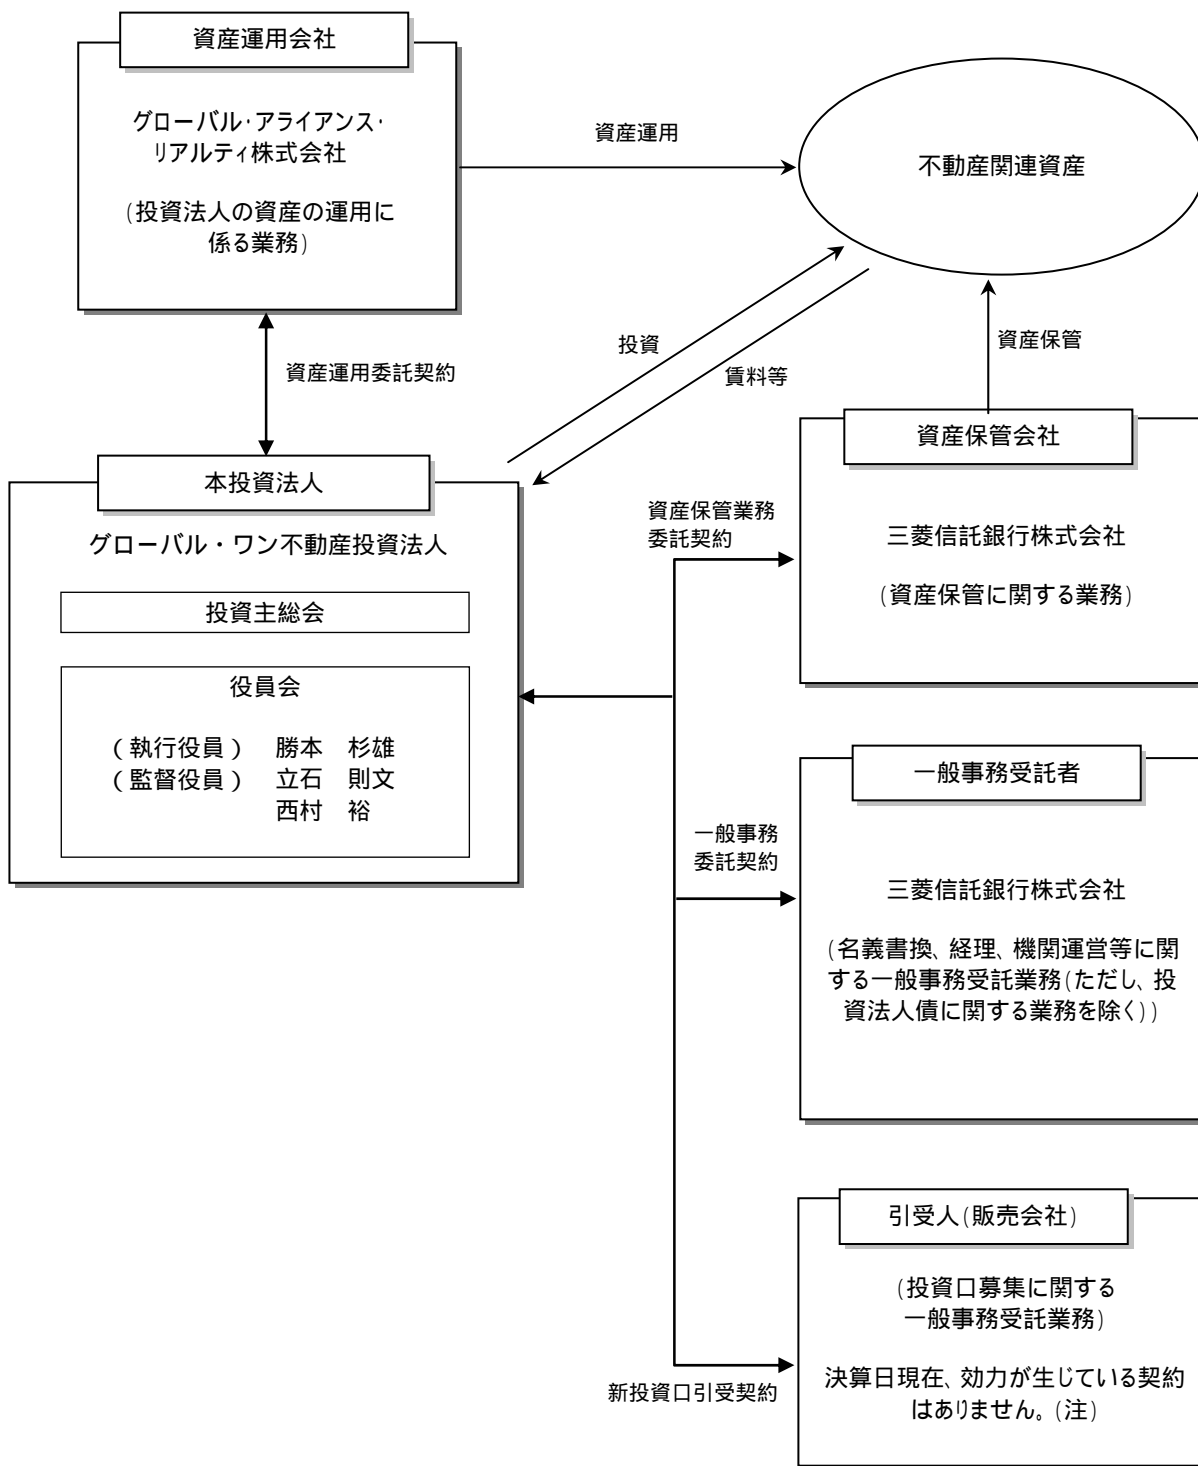 資産運用会社
グローバル・アライアンス・
リアルティ株式会社
(投資法人の資産の運用に
係る業務)
資産運用
不動産関連資産
資産運用委託契約
投資
賃料等
資産保管
本投資法人
グローバル・ワン不動産投資法人
投資主総会
役員会
(執行役員) 勝本 杉雄
(監督役員) 立石 則文
西村 裕
資産保管業務
委託契約
資産保管会社
三菱信託銀行株式会社
(資産保管に関する業務)
一般事務
委託契約
一般事務受託者
三菱信託銀行株式会社
(名義書換、経理、機関運営等に関
する一般事務受託業務(ただし、投
資法人債に関する業務を除く))
新投資口引受契約
引受人(販売会社)
(投資口募集に関する
一般事務受託業務)
決算日現在、効力が生じている契約
はありません。(注)